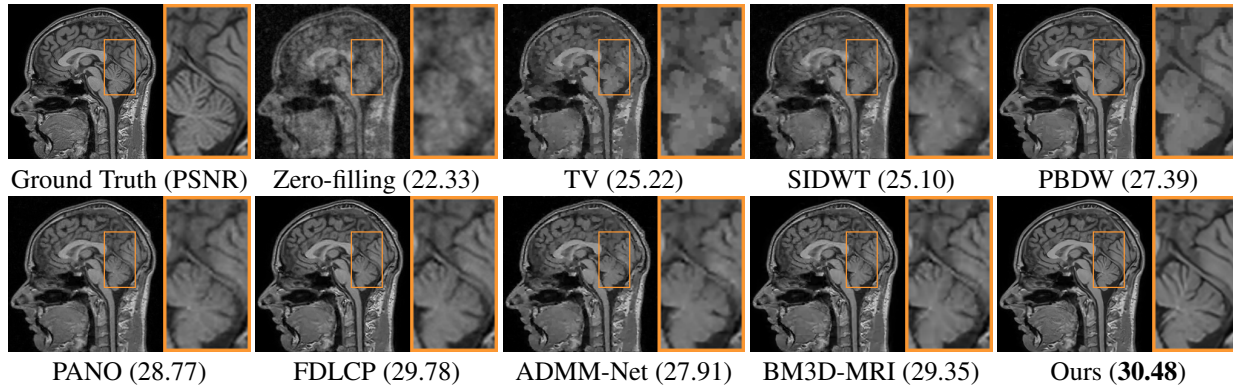 Ground Truth (PSNR) Zero-filling (22.33) TV (25.22) SIDWT (25.10) PBDW (27.39)
PANO (28.77) FDLCP (29.78) ADMM-Net (27.91) BM3D-MRI (29.35) Ours (30.48)